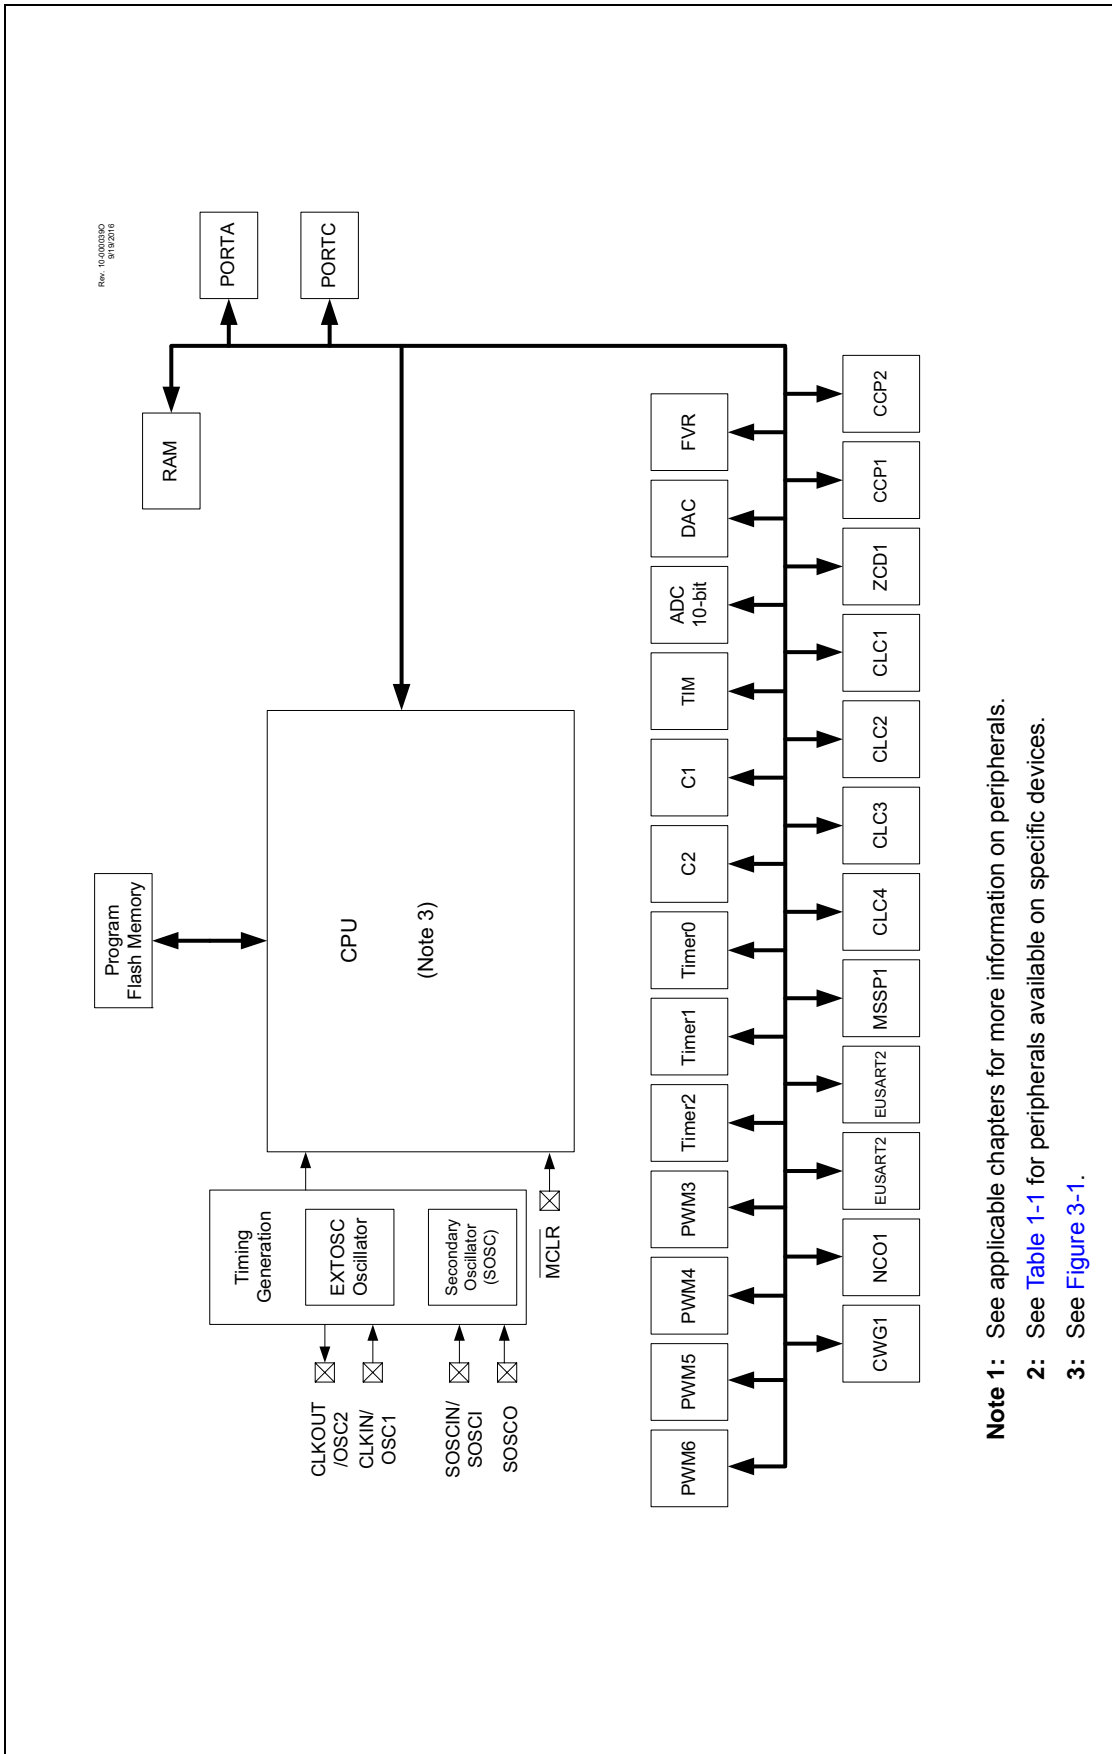 Rev. 10-000039O
9/19/2016
Program
Flash Memory
RAM
PORTA
PORTC
Timing
Generation
CLKOUT
/OSC2
CLKIN/
OSC1
EXTOSC
Oscillator
SOSCIN/
SOSCI
SOSCO
Secondary
Oscillator
(SOSC)
MCLR
CPU
(Note 3)
PWM6
PWM5
PWM4
PWM3
Timer2
Timer1
Timer0
C2
C1
TIM
ADC
10-bit
DAC
FVR
CWG1
NCO1
EUSART2
EUSART2
MSSP1
CLC4
CLC3
CLC2
CLC1
ZCD1
CCP1
CCP2
Note 1: See applicable chapters for more information on peripherals.
2: See Table 1-1 for peripherals available on specific devices.
3: See Figure 3-1.